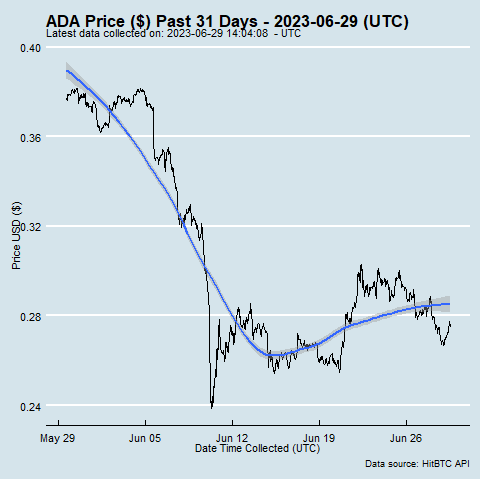 ADA Price ($) Past 31 Days - 2023-06-29 (UTC)
Latest data collected on: 2023-06-29 14:04:08  - UTC
0.40
0.36
0.32
0.28
0.24
Price USD ($)
May 29
Jun 05
Jun 12
Jun 19
Jun 26
Date Time Collected (UTC)
Data source: HitBTC API